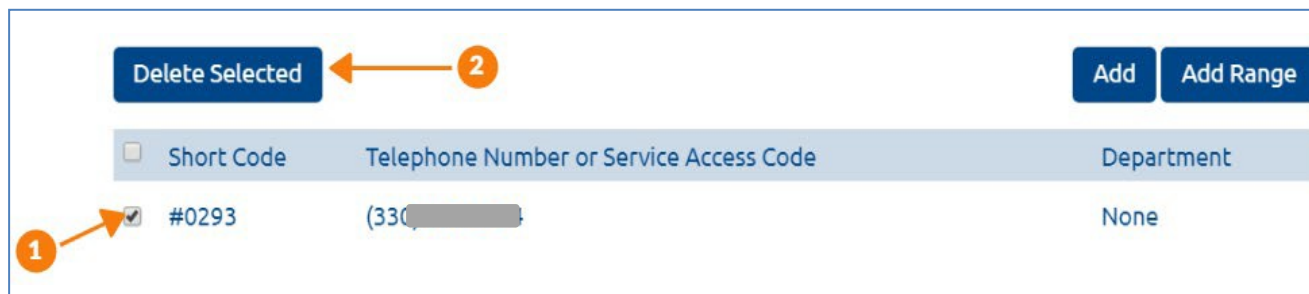 Delete Selected 2 Add Add Range
Short Code Telephone Number or Service Access Code Department
#0293 (330 None
1